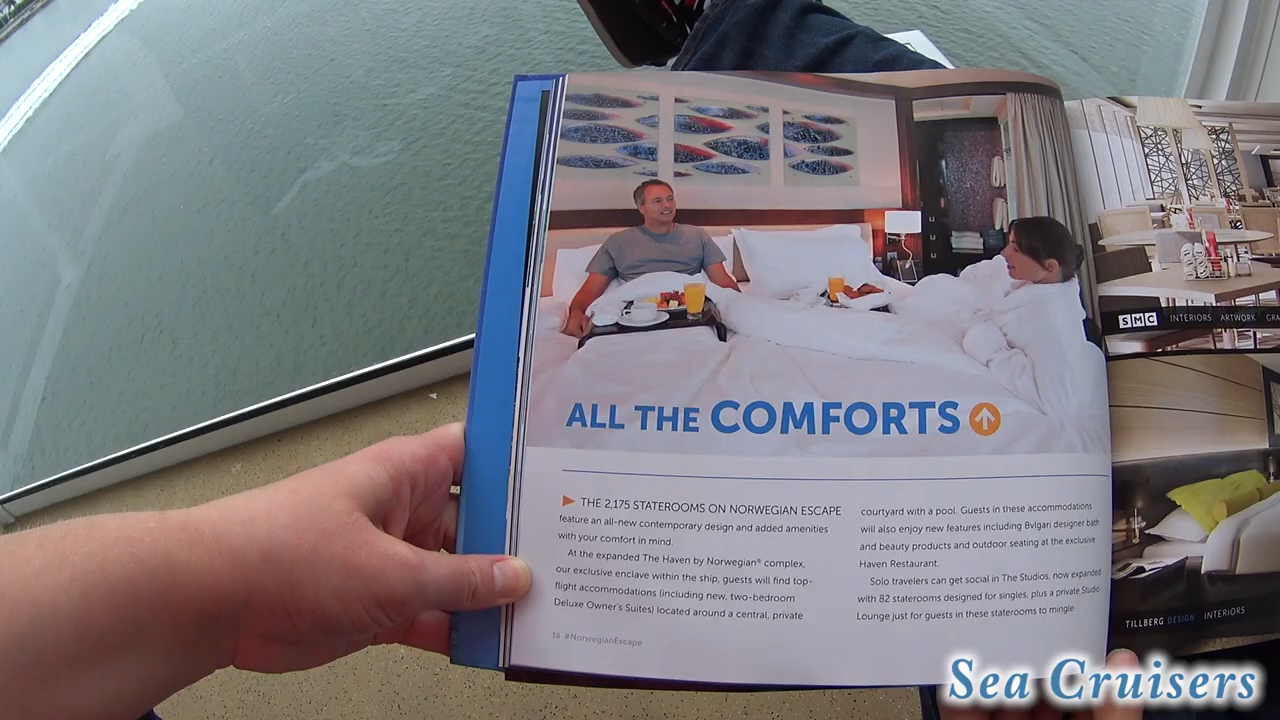 ALL THE COMFORTS
THE 2,175 STATEROOMS ON NORWEGIAN ESCAPE
feature an all-new contemporary design and added amenities
with your comfort in mind.
At the expanded The Haven by Norwegian® complex,
our exclusive enclave within the ship, guests will find top-
flight accommodations (including new, two-bedroom
Deluxe Owner's Suites) located around a central, private
courtyard with a pool. Guests in these accommodations
will also enjoy new features including Bvlgari designer bath
and beauty products and outdoor seating at the exclusive
Haven Restaurant.
Solo travelers can get social in The Studios, now expanded
with 82 staterooms designed for singles, plus a private Studio
Lounge just for guests in these staterooms to mingle.
#NorwegianEscape
SMC INTERIORS ARTWORK GRA
TILLBERG DESIGN INTERIORS
Sea Cruisers